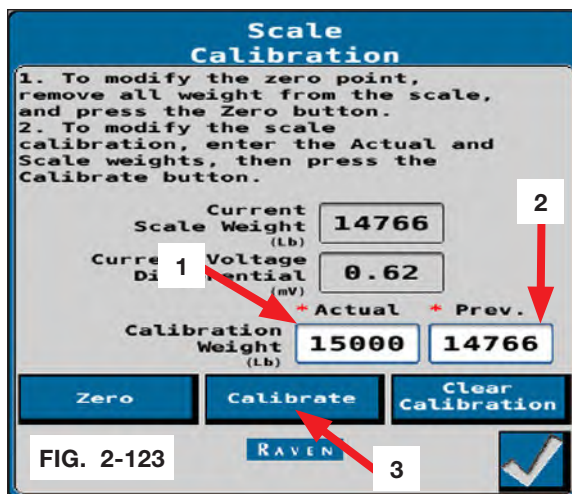 Scale
Calibration
1. To modify the zero point,
remove all weight from the scale,
and press the Zero button.
2. To modify the scale
calibration, enter the Actual and
Scale weights, then press the
Calibrate button.
Current
Scale Weight
(Lb)
14766
2
Voltage
(mV)
0.62
1
* Actual * Prev.
Calibration
Weight
(Lb)
15000 14766
Zero Calibrate Clear
Calibration
FIG. 2-123
RAVEN
3